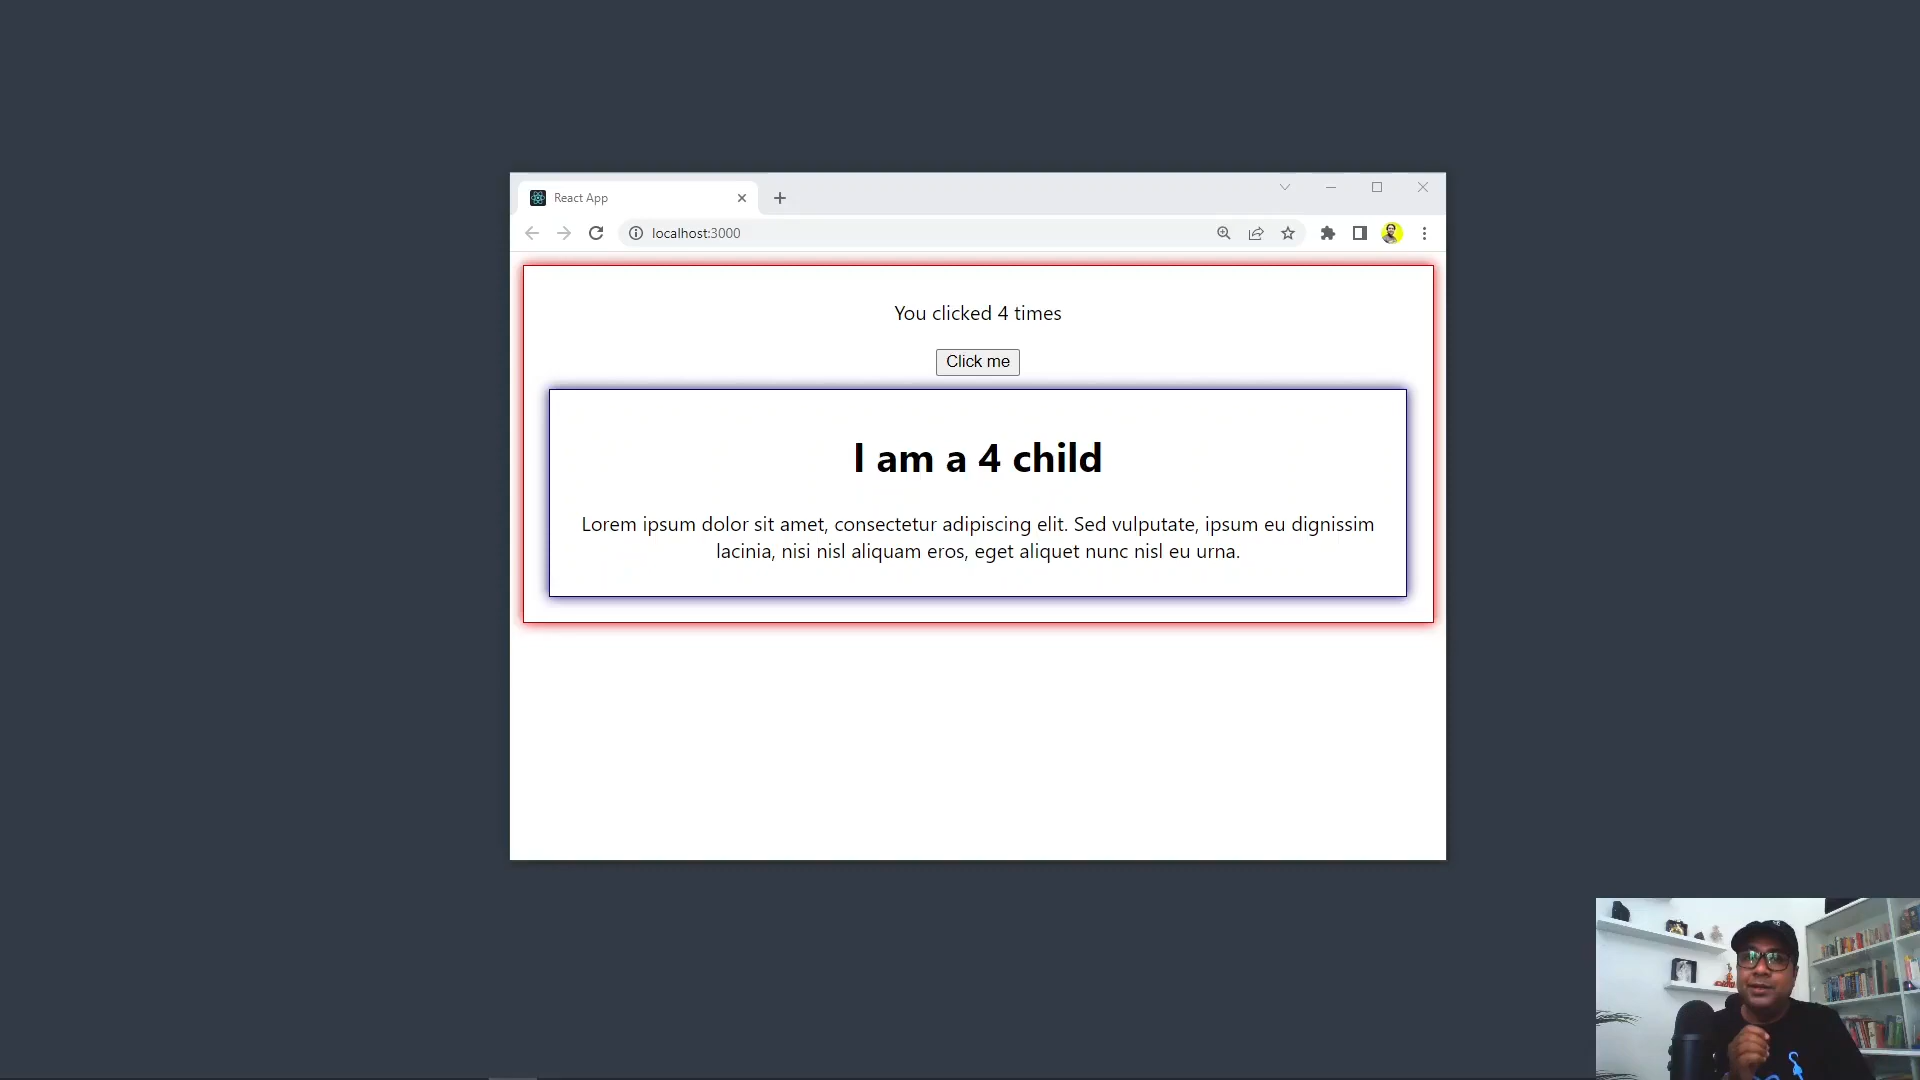 React App
localhost:3000
You clicked 4 times
Click me
I am a 4 child
Lorem ipsum dolor sit amet, consectetur adipiscing elit. Sed vulputate, ipsum eu dignissim
lacinia, nisi nisl aliquam eros, eget aliquet nunc nisl eu urna.